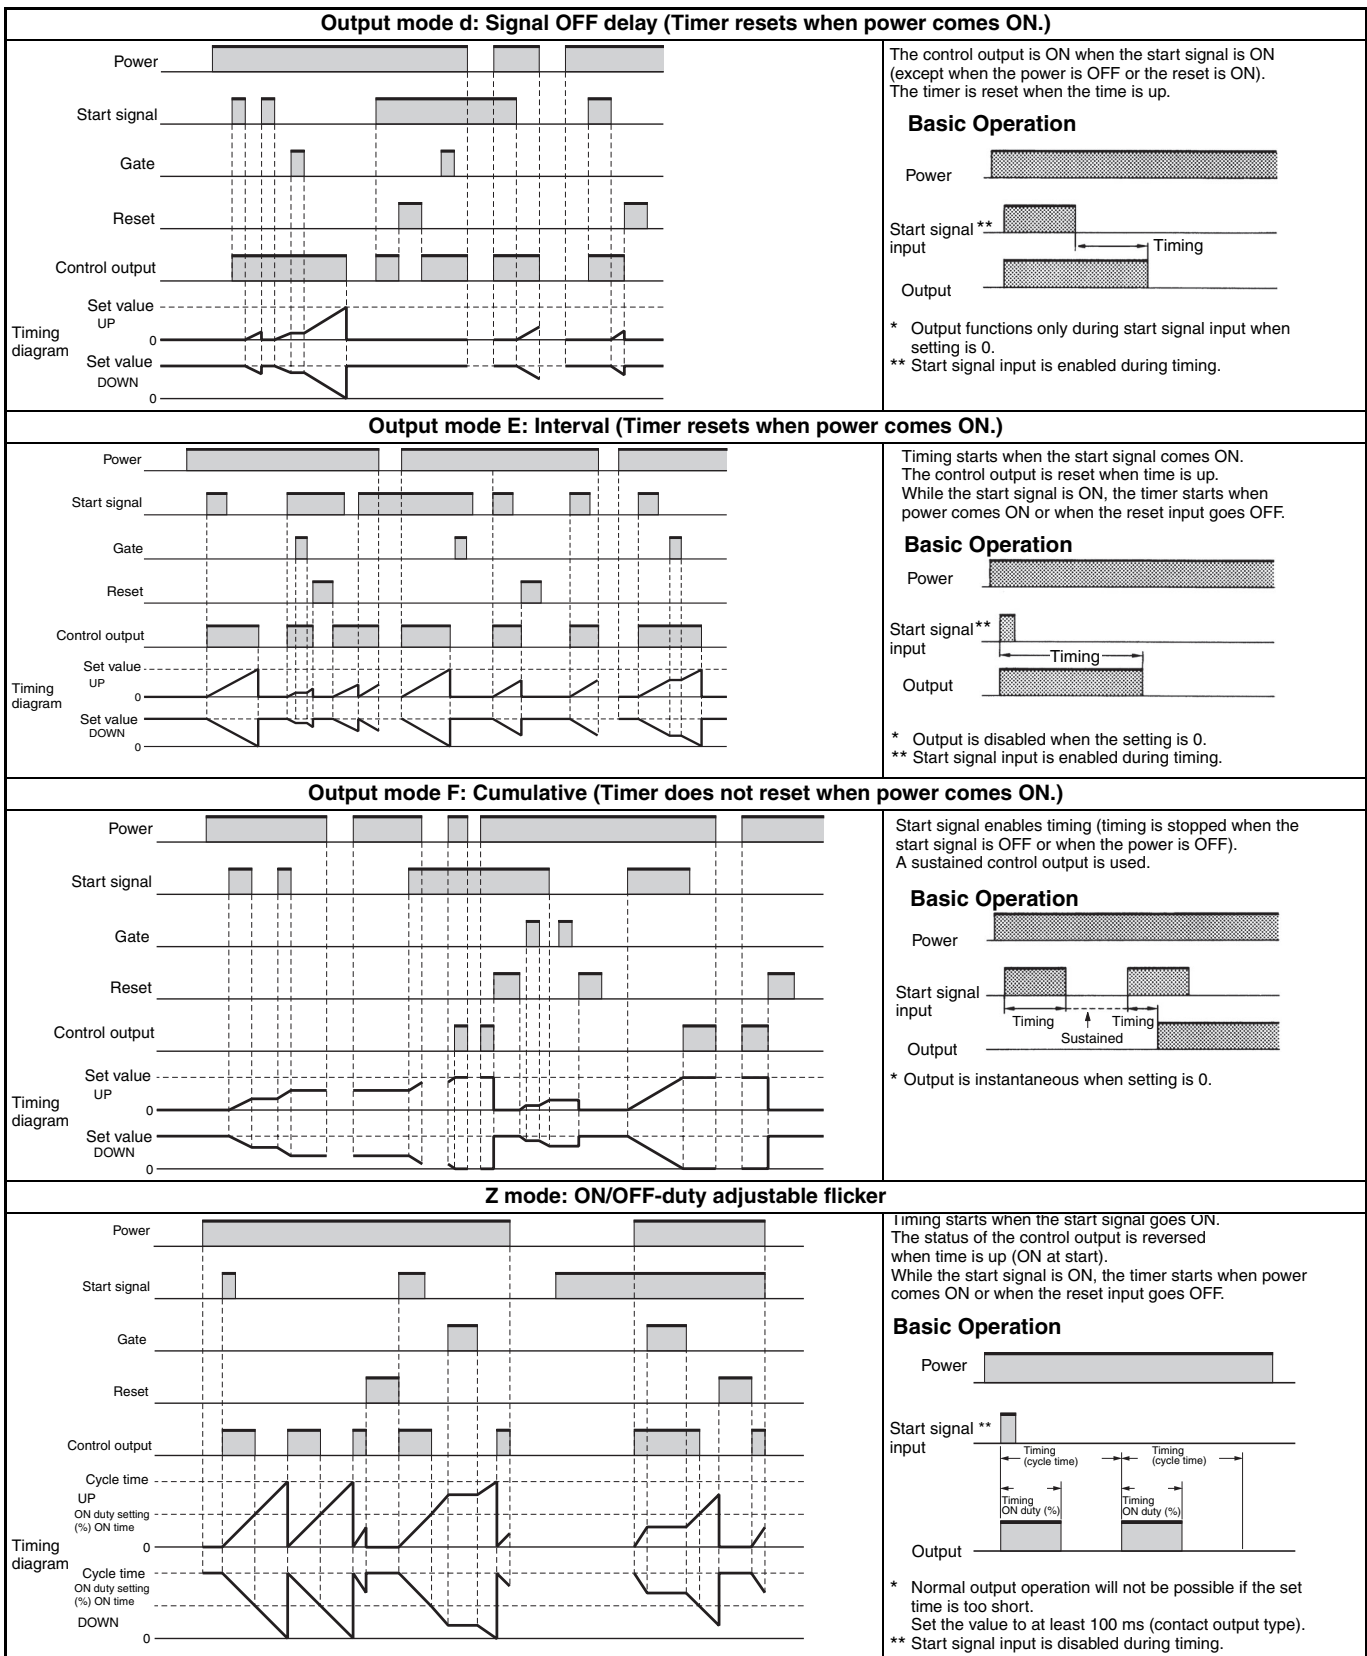 Output mode d: Signal OFF delay (Timer resets when power comes ON.)
Power
Start signal
Gate
Reset
Control output
Set value
UP
0
Timing
diagram
Set value
DOWN
0
The control output is ON when the start signal is ON
(except when the power is OFF or the reset is ON).
The timer is reset when the time is up.
Basic Operation
Power
Start signal **
input
Timing
Output
* Output functions only during start signal input when
setting is 0.
** Start signal input is enabled during timing.
Output mode E: Interval (Timer resets when power comes ON.)
Power
Start signal
Gate
Reset
Control output
Set value
UP
0
Timing
diagram
Set value
DOWN
0
Timing starts when the start signal comes ON.
The control output is reset when time is up.
While the start signal is ON, the timer starts when
power comes ON or when the reset input goes OFF.
Basic Operation
Power
Start signal**
input
Timing
Output
* Output is disabled when the setting is 0.
** Start signal input is enabled during timing.
Output mode F: Cumulative (Timer does not reset when power comes ON.)
Power
Start signal
Gate
Reset
Control output
Set value
UP
0
Timing
diagram
Set value
DOWN
0
Start signal enables timing (timing is stopped when the
start signal is OFF or when the power is OFF).
A sustained control output is used.
Basic Operation
Power
Start signal
input
Timing
Timing
Sustained
Output
* Output is instantaneous when setting is 0.
Z mode: ON/OFF-duty adjustable flicker
Power
Start signal
Gate
Reset
Control output
Cycle time
UP
ON duty setting
(%) ON time
0
Timing
diagram
Cycle time
ON duty setting
(%) ON time
DOWN
0
Timing starts when the start signal goes ON.
The status of the control output is reversed
when time is up (ON at start).
While the start signal is ON, the timer starts when power
comes ON or when the reset input goes OFF.
Basic Operation
Power
Start signal **
input
Timing
(cycle time)
Timing
(cycle time)
Timing
ON duty (%)
Timing
ON duty (%)
Output
* Normal output operation will not be possible if the set
time is too short.
Set the value to at least 100 ms (contact output type).
** Start signal input is disabled during timing.